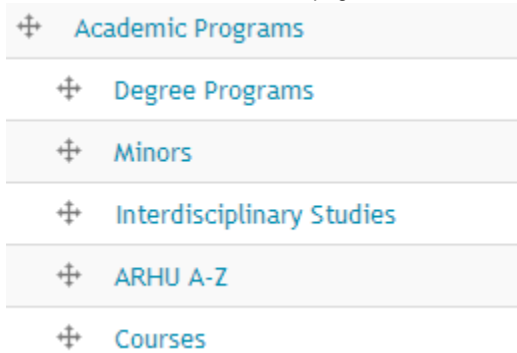 Academic Programs
Degree Programs
Minors
Interdisciplinary Studies
ARHU A-Z
Courses